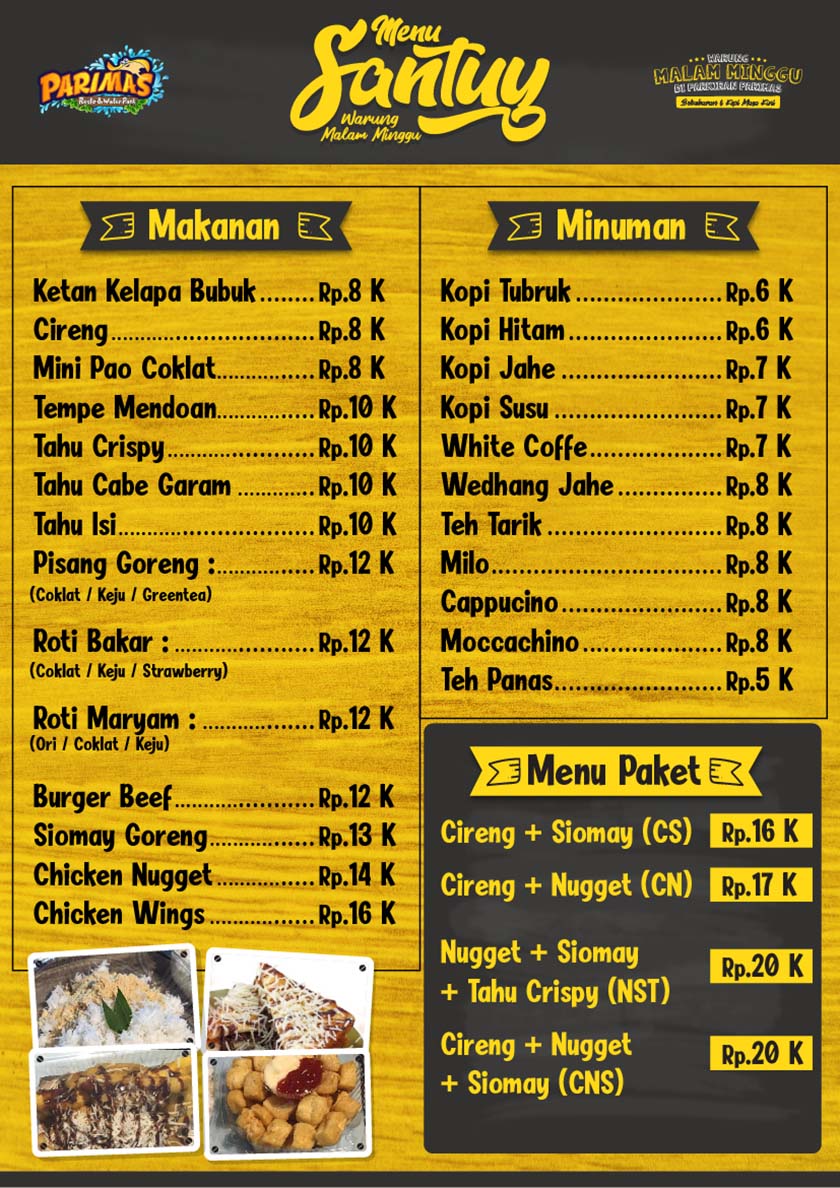 PARIMAS
Resto & Water Park
Menu
Santuy
Warung
Malam Minggu
WARUNG
MALAM MINGGU
DI PARKIRAN PARIMAS
Makanan
Ketan Kelapa Bubuk........Rp.8 K
Cireng..........................Rp.8 K
Mini Pao Coklat.............Rp.8 K
Tempe Mendoan.............Rp.10 K
Tahu Crispy...................Rp.10 K
Tahu Cabe Garam ..........Rp.10 K
Tahu Isi.........................Rp.10 K
Pisang Goreng :.............Rp.12 K
(Coklat / Keju / Greentea)
Roti Bakar : ..................Rp.12 K
(Coklat / Keju / Strawberry)
Roti Maryam : ..............Rp.12 K
(Ori / Coklat / Keju)
Burger Beef..................Rp.12 K
Siomay Goreng..............Rp.13 K
Chicken Nugget.............Rp.14 K
Chicken Wings ..............Rp.16 K
Minuman
Kopi Tubruk...................Rp.6 K
Kopi Hitam....................Rp.6 K
Kopi Jahe .....................Rp.7 K
Kopi Susu .....................Rp.7 K
White Coffe..................Rp.7 K
Wedhang Jahe ..............Rp.8 K
Teh Tarik ......................Rp.8 K
Milo..............................Rp.8 K
Cappucino.....................Rp.8 K
Moccachino ..................Rp.8 K
Teh Panas.....................Rp.5 K
Menu Paket
Cireng + Siomay (CS) Rp.16 K
Cireng + Nugget (CN) Rp.17 K
Nugget + Siomay
+ Tahu Crispy (NST) Rp.20 K
Cireng + Nugget
+ Siomay (CNS) Rp.20 K